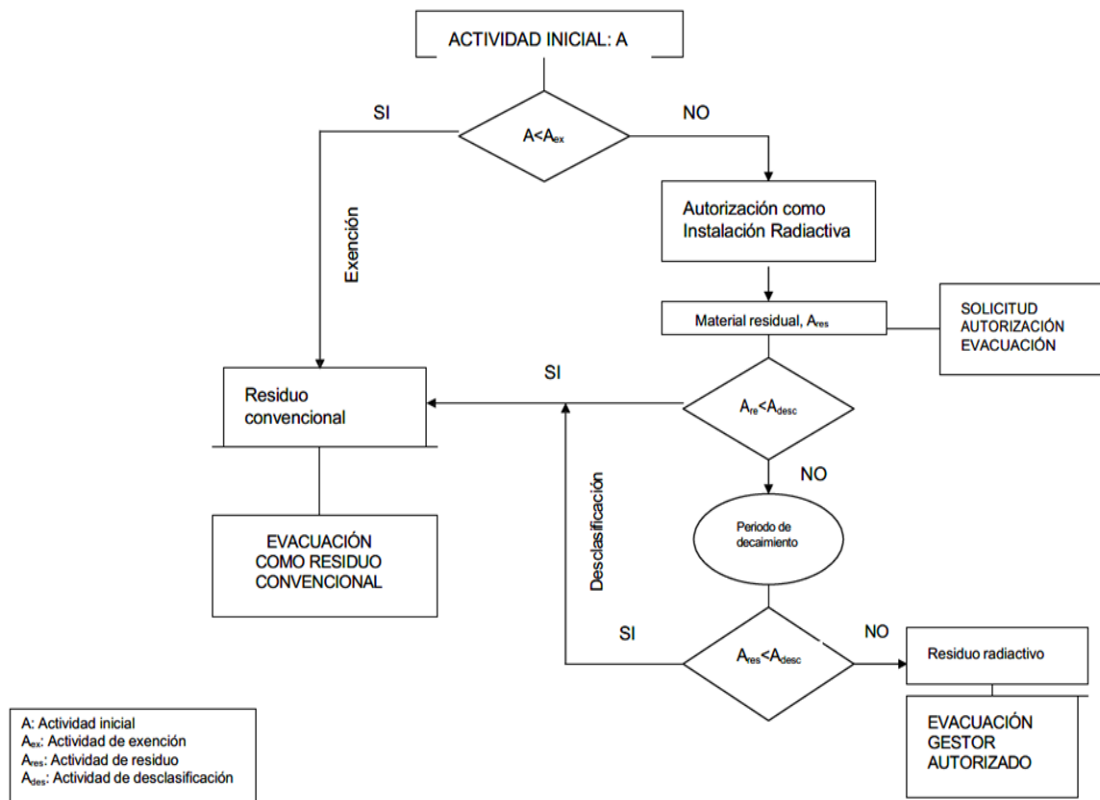 ACTIVIDAD INICIAL: A
SI
NO
A<Aex
Exención
Autorización como
Instalación Radiactiva
Material residual, Ares
SOLICITUD
AUTORIZACIÓN
EVACUACIÓN
SI
Residuo
convencional
Are<Adesc
NO
Desclasificación
Periodo de
decaimiento
EVACUACIÓN
COMO RESIDUO
CONVENCIONAL
SI
Ares<Adesc
NO
Residuo radiactivo
EVACUACIÓN
GESTOR
AUTORIZADO
A: Actividad inicial
Aex: Actividad de exención
Ares: Actividad de residuo
Ades: Actividad de desclasificación